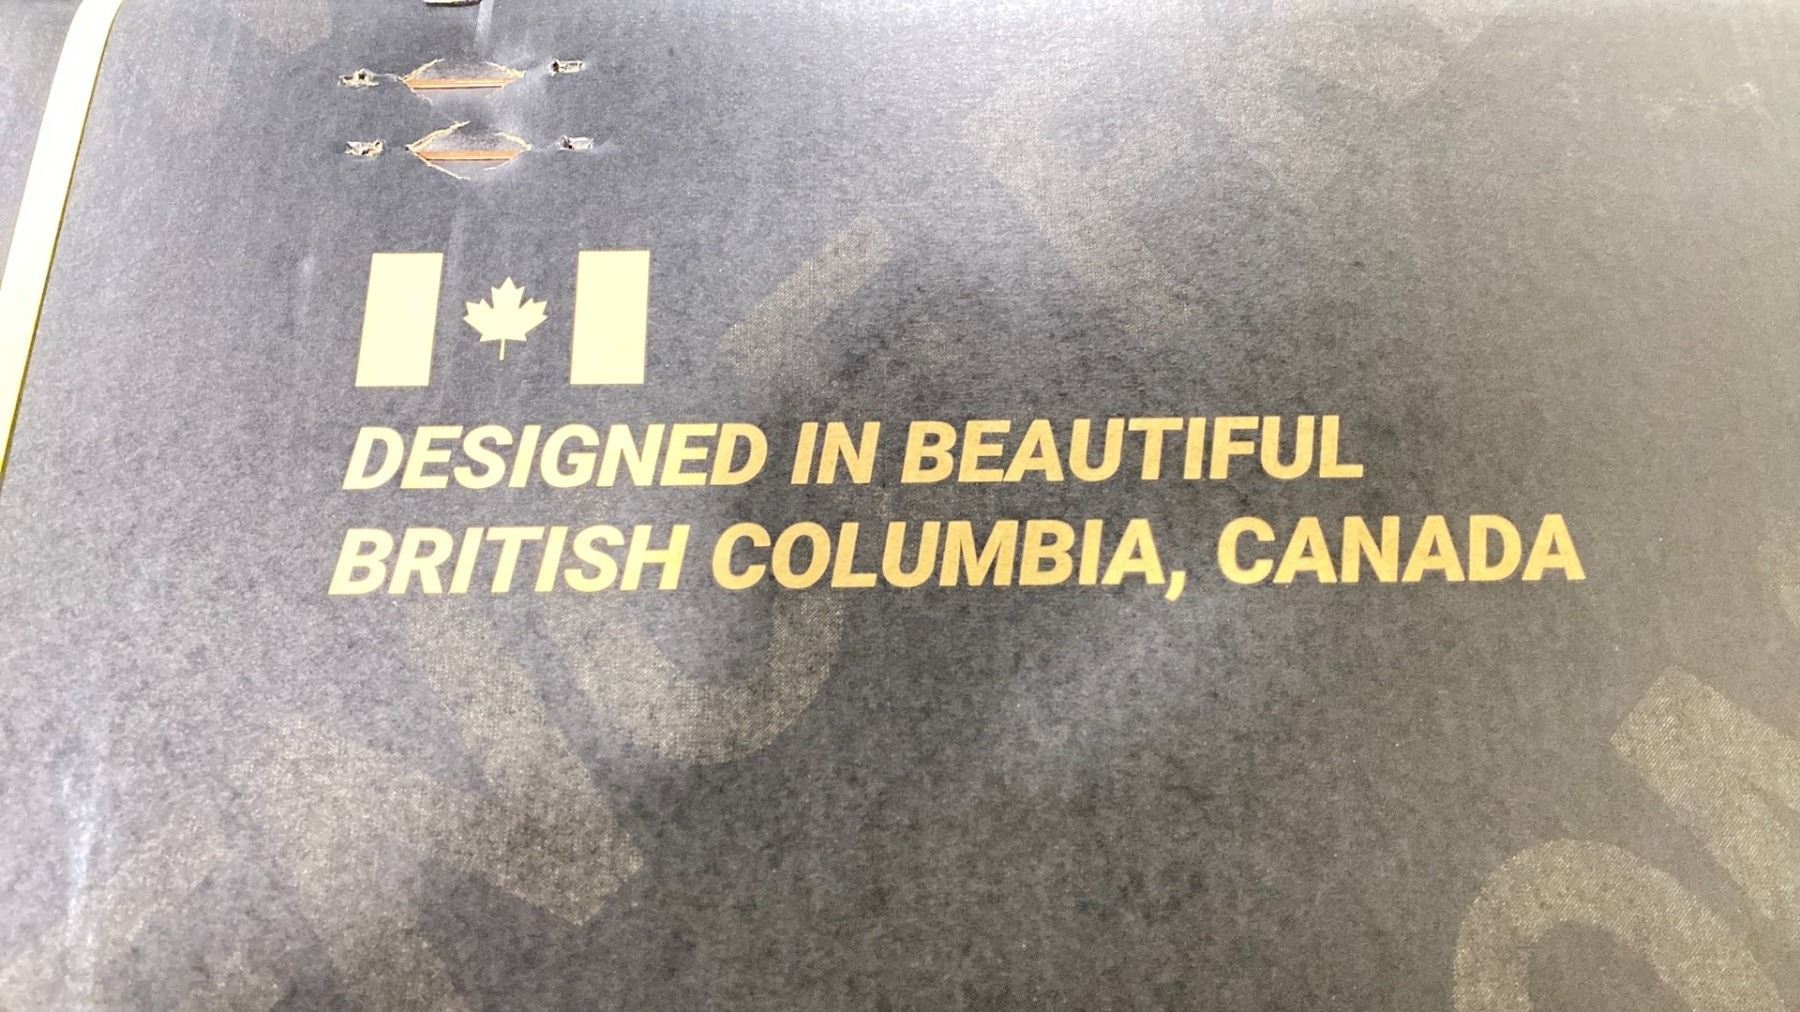 DESIGNED IN BEAUTIFUL
BRITISH COLUMBIA, CANADA